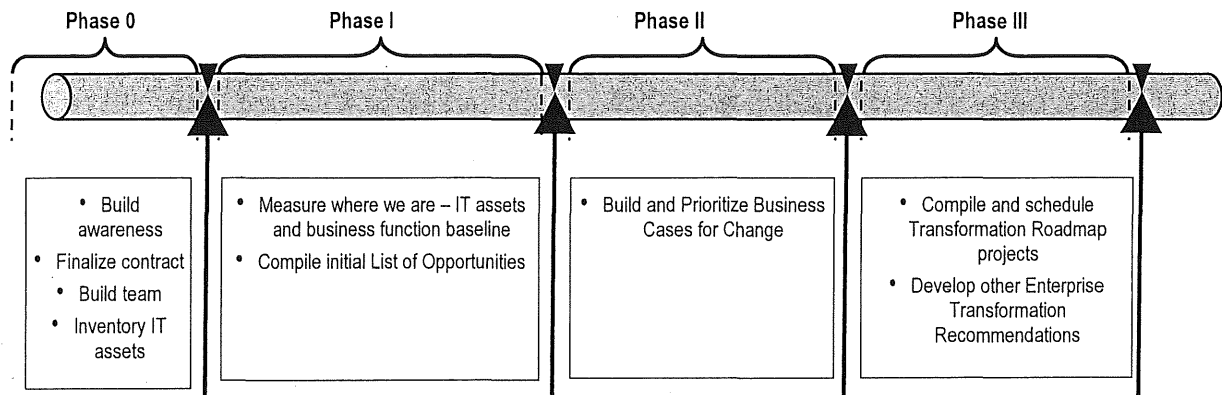 Phase 0
Phase I
Phase II
Phase III
• Build
awareness
• Finalize contract
• Build team
• Inventory IT
assets
• Measure where we are – IT assets
and business function baseline
• Compile initial List of Opportunities
• Build and Prioritize Business
Cases for Change
• Compile and schedule
Transformation Roadmap
projects
• Develop other Enterprise
Transformation
Recommendations